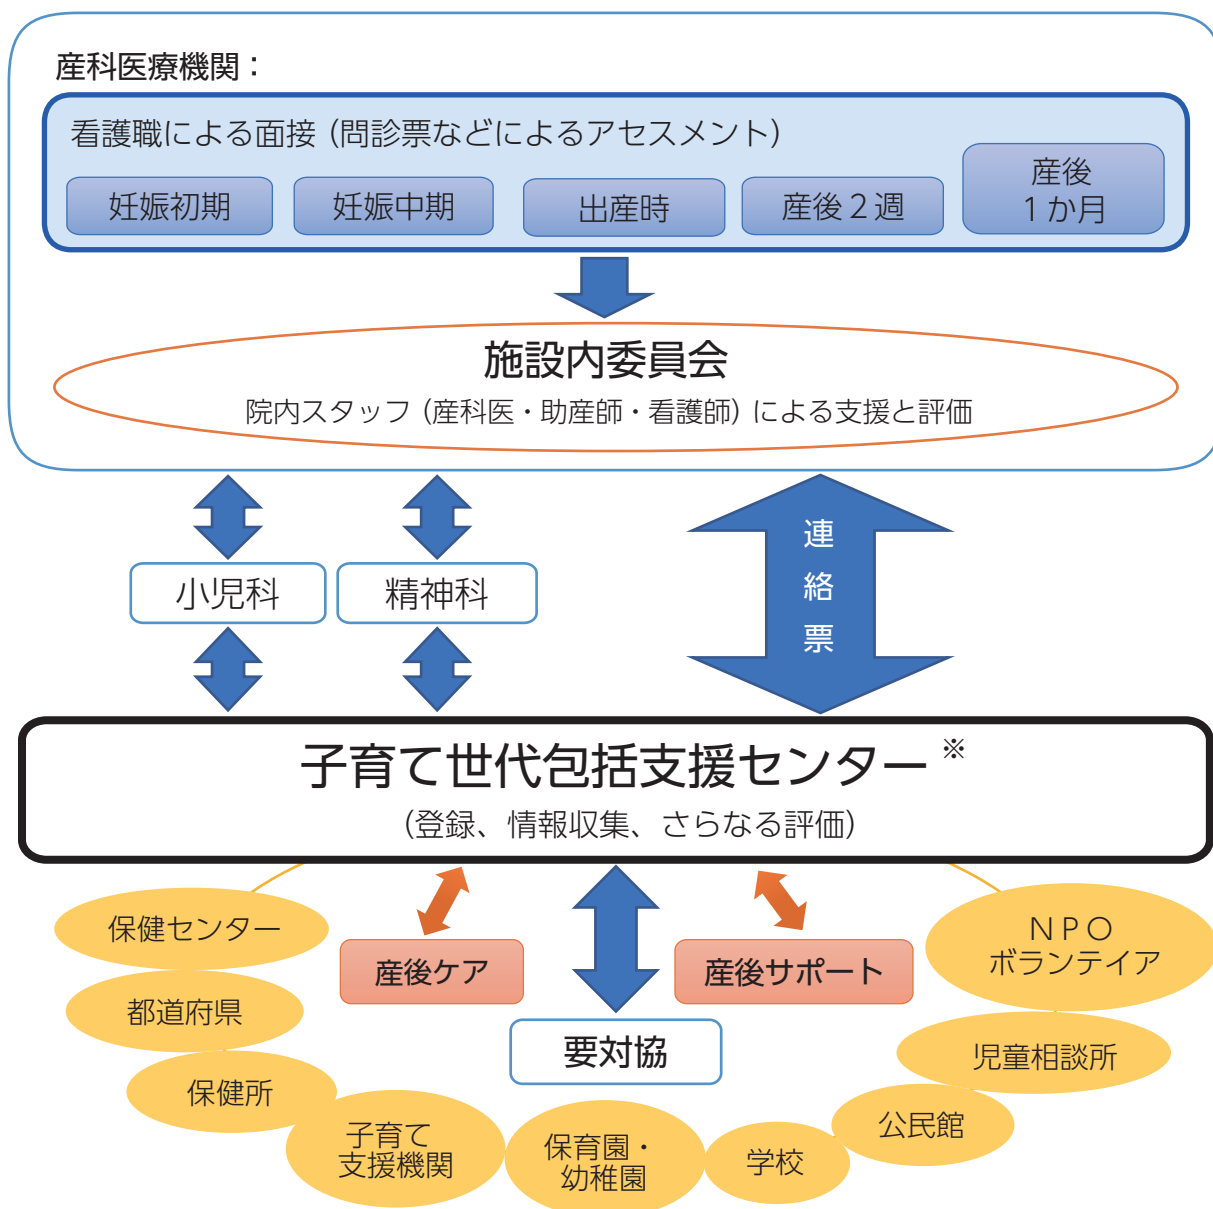 産科医療機関：
看護職による面接（問診票などによるアセスメント）
妊娠初期
妊娠中期
出産時
産後２週
産後
１か月
施設内委員会
院内スタッフ（産科医・助産師・看護師）による支援と評価
連
絡
票
小児科
精神科
子育て世代包括支援センター※
（登録、情報収集、さらなる評価）
保健センター
産後ケア
産後サポート
ＮＰＯ
ボランテイア
都道府県
要対協
児童相談所
保健所
子育て
支援機関
保育園・
幼稚園
学校
公民館